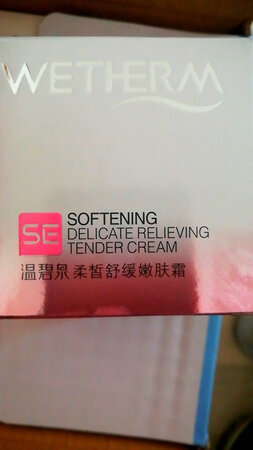 WETHERM
SE
SOFTENING
DELICATE RELIEVING
TENDER CREAM
温碧泉柔皙舒缓嫩肤霜